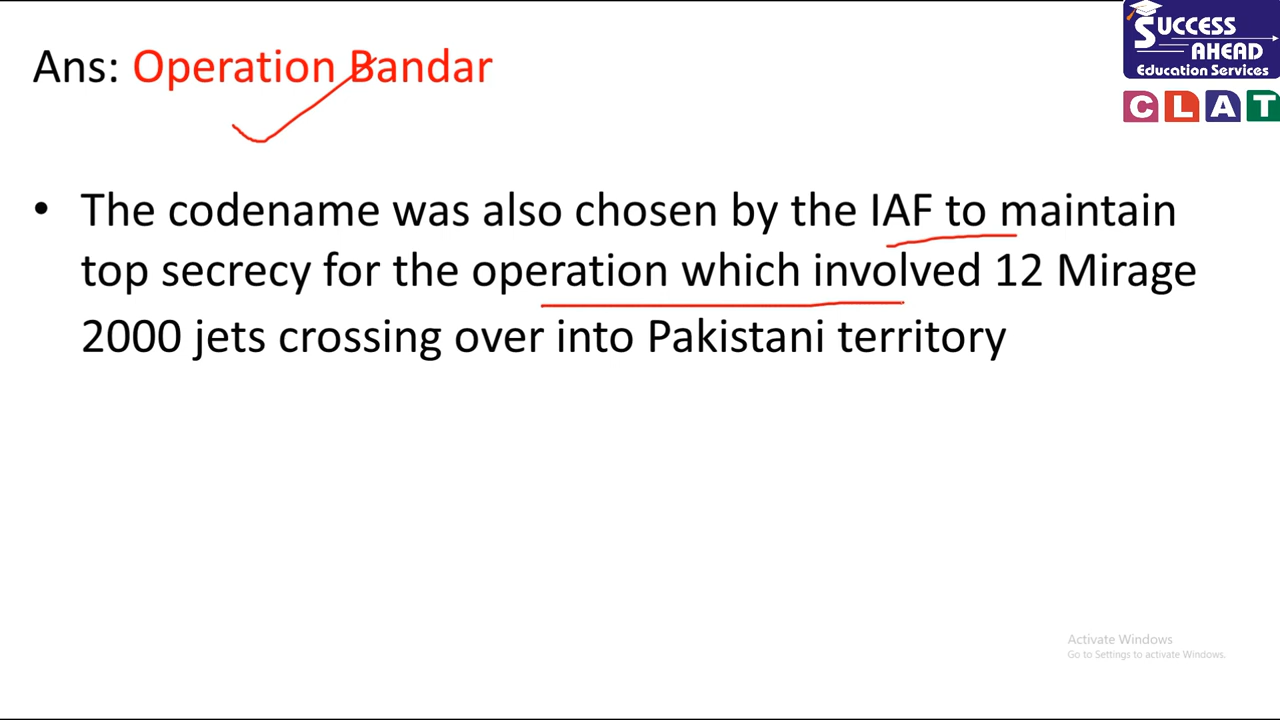 SUCCESS
AHEAD
Education Services
CLAT
Ans: Operation Bandar
• The codename was also chosen by the IAF to maintain
top secrecy for the operation which involved 12 Mirage
2000 jets crossing over into Pakistani territory
Activate Windows
Go to Settings to activate Windows.